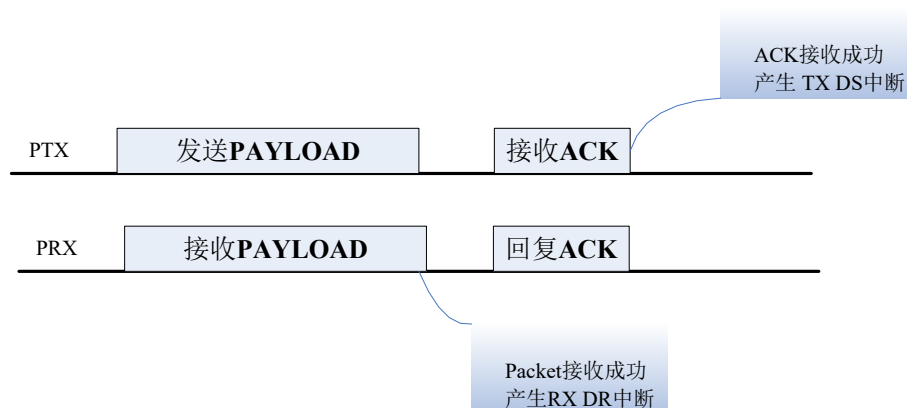 ACK接收成功
产生 TX DS中断
PTX
发送PAYLOAD
接收ACK
PRX
接收PAYLOAD
回复ACK
Packet接收成功
产生RX DR中断